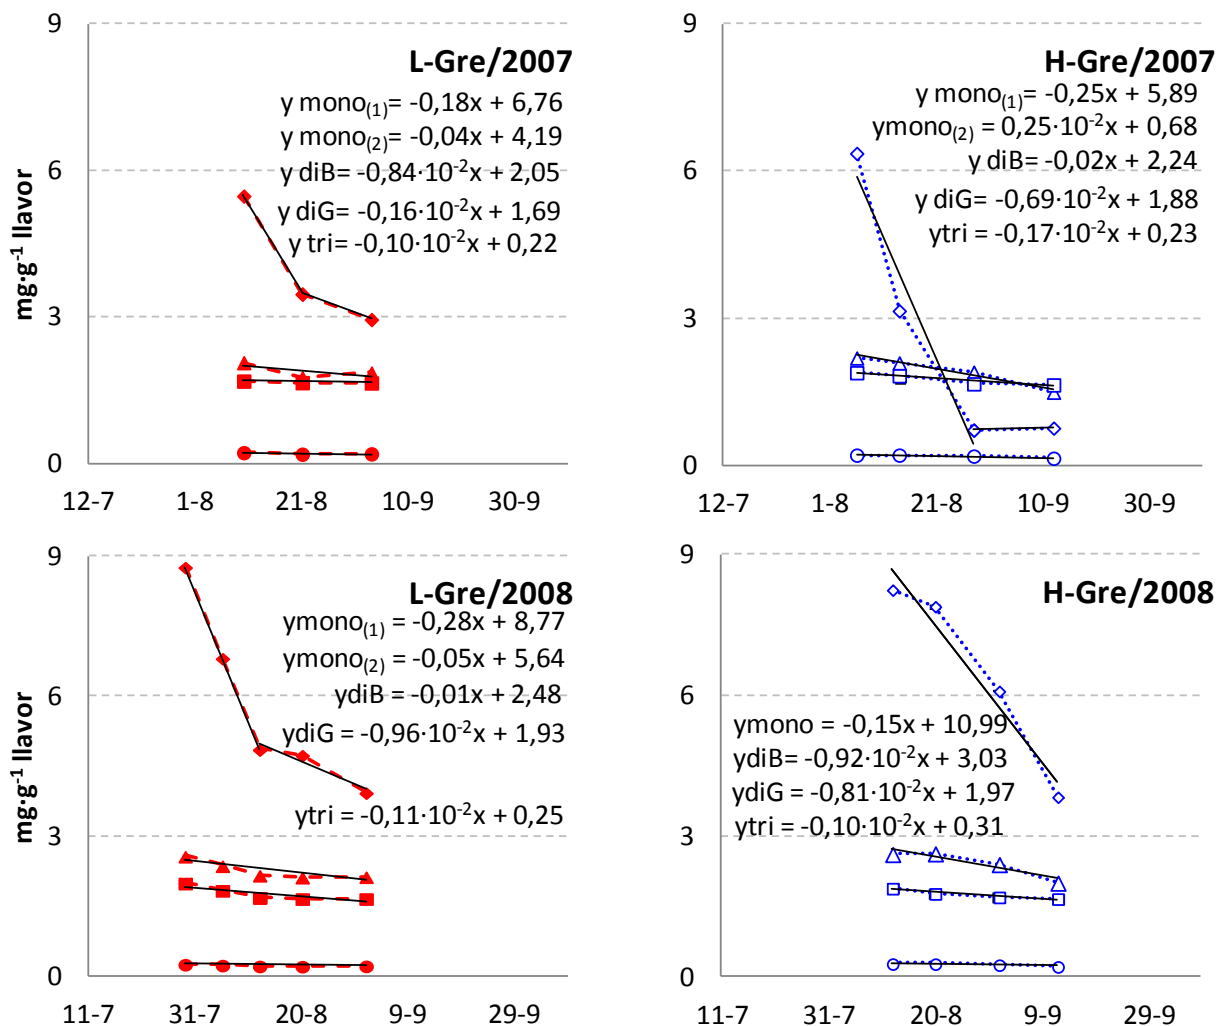 9
L-Gre/2007
y mono(1)= -0,18x + 6,76
y mono(2)= -0,04x + 4,19
y diB= -0,84·10-2x + 2,05
y diG= -0,16·10-2x + 1,69
y tri= -0,10·10-2x + 0,22
6
3
0
mg·g-1 llavor
12-7 1-8 21-8 10-9 30-9
9
H-Gre/2007
y mono(1)= -0,25x + 5,89
ymono(2) = 0,25·10-2x + 0,68
y diB= -0,02x + 2,24
y diG= -0,69·10-2x + 1,88
ytri= -0,17·10-2x + 0,23
6
3
0
12-7 1-8 21-8 10-9 30-9
9
L-Gre/2008
ymono(1) = -0,28x + 8,77
ymono(2) = -0,05x + 5,64
ydiB= -0,01x + 2,48
ydiG = -0,96·10-2x + 1,93
ytri = -0,11·10-2x + 0,25
6
3
0
mg·g-1 llavor
11-7 31-7 20-8 9-9 29-9
9
H-Gre/2008
6
ymono = -0,15x + 10,99
ydiB= -0,92·10-2x + 3,03
ydiG = -0,81·10-2x + 1,97
ytri = -0,10·10-2x + 0,31
3
0
11-7 31-7 20-8 9-9 29-9